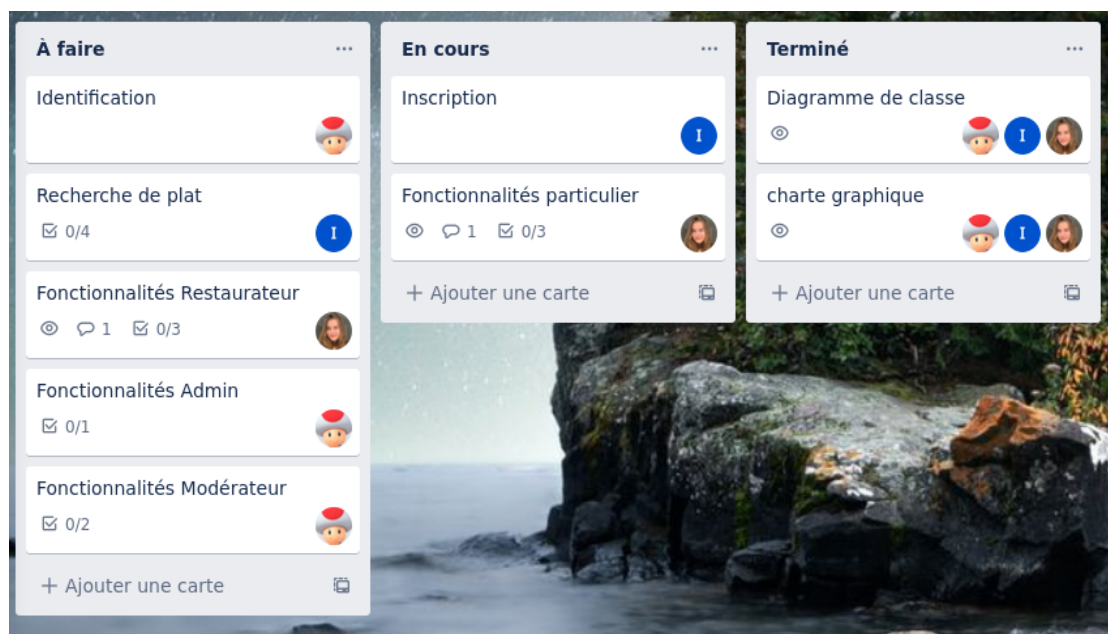 À faire
Identification
Recherche de plat
0/4
I
Fonctionnalités Restaurateur
1 0/3
Fonctionnalités Admin
0/1
Fonctionnalités Modérateur
0/2
+ Ajouter une carte
En cours
Inscription
I
Fonctionnalités particulier
1 0/3
+ Ajouter une carte
Terminé
Diagramme de classe
I
charte graphique
I
+ Ajouter une carte